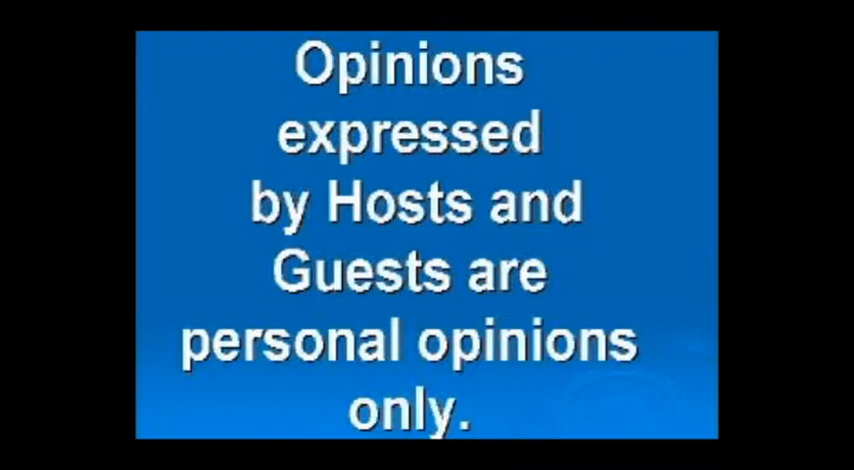 Opinions
expressed
by Hosts and
Guests are
personal opinions
only.